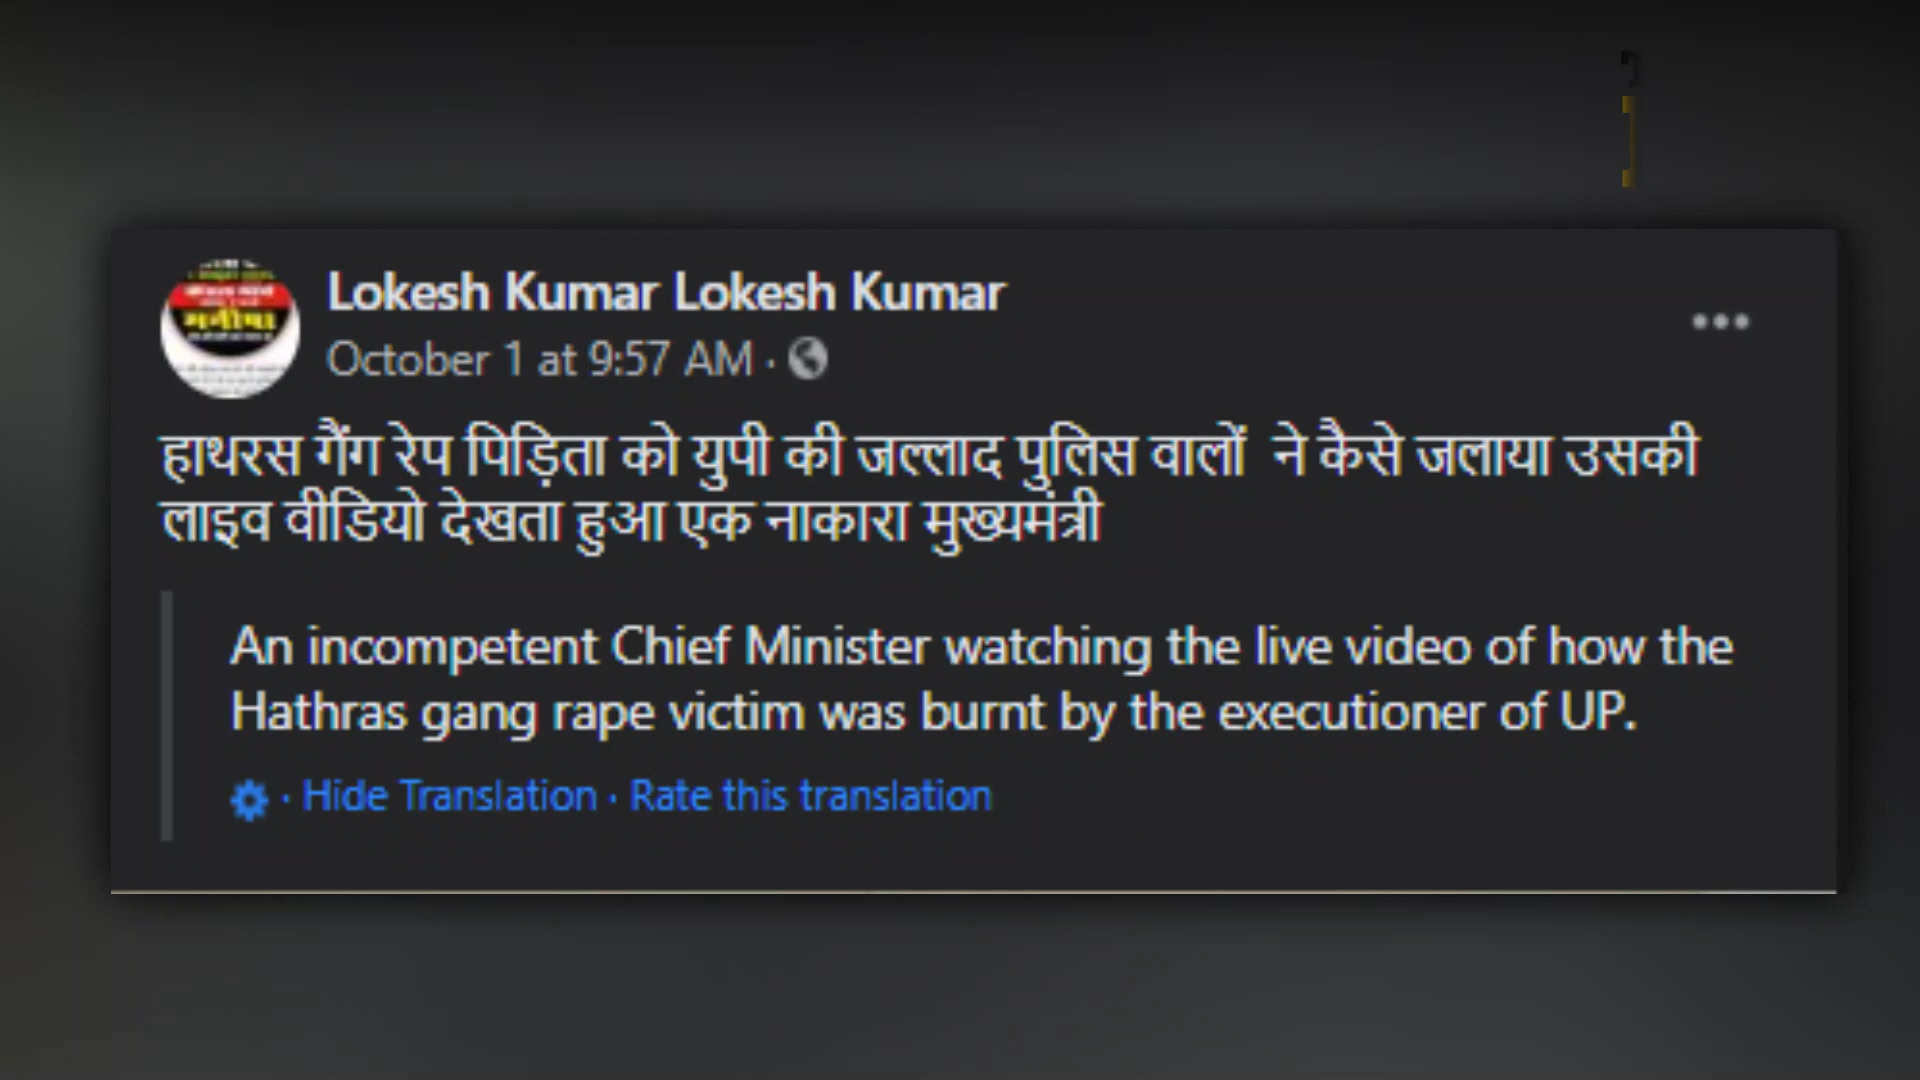 Lokesh Kumar Lokesh Kumar
October 1 at 9:57 AM ·
हाथरस गैंग रेप पिड़िता को युपी की जल्लाद पुलिस वालों ने कैसे जलाया उसकी
लाइव वीडियो देखता हुआ एक नाकारा मुख्यमंत्री
An incompetent Chief Minister watching the live video of how the
Hathras gang rape victim was burnt by the executioner of UP.
· Hide Translation · Rate this translation